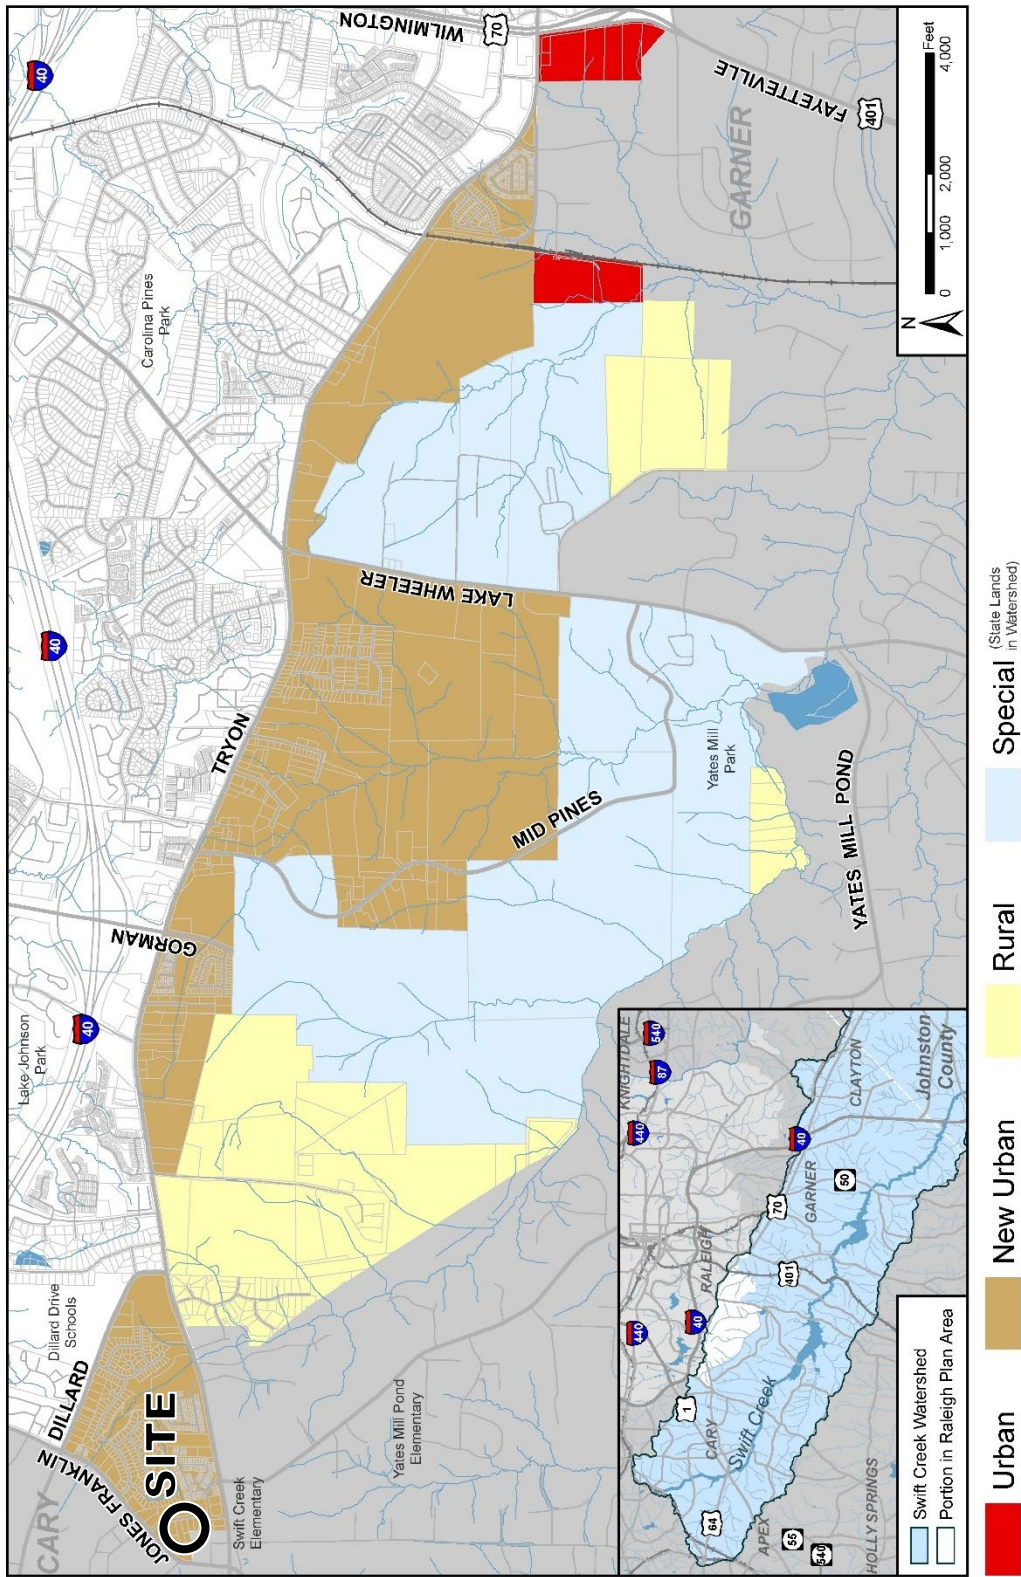 CARY
JONES FRANKLIN
DILLARD
Dillard Drive
Schools
SITE
Swift Creek
Elementary
Yates Mill Pond
Elementary
Lake Johnson
Park
40
GORMAN
TRYON
40
MID PINES
LAKE WHEELER
Yates Mill
Park
YATES MILL POND
Carolina Pines
Park
40
WILMINGTON
70
FAYETTEVILLE
401
GARNER
N
0
1,000
2,000
4,000
Feet
KNIGHTDALE
540
87
440
RALEIGH
440
40
40
1
CARY
Swift Creek
64
APEX
55
540
HOLLY SPRINGS
70
GARNER
50
401
CLAYTON
Johnston
County
Swift Creek Watershed
Portion in Raleigh Plan Area
Urban
New Urban
Rural
Special
(State Lands
in Watershed)